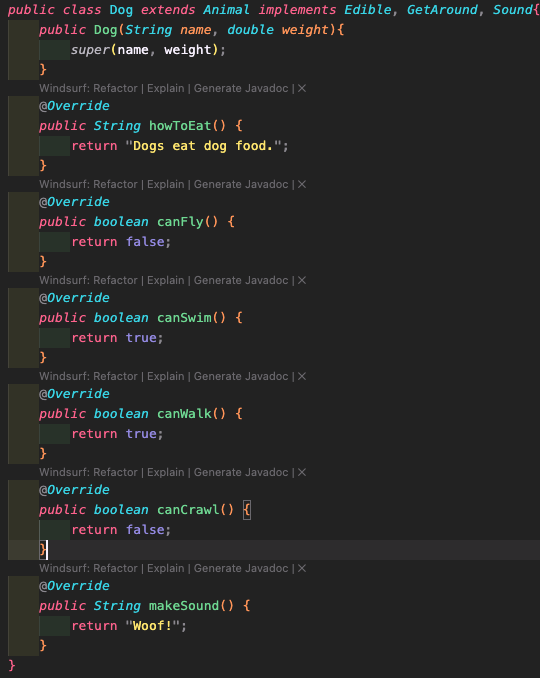 public class Dog extends Animal implements Edible, GetAround, Sound{
public Dog(String name, double weight){
super(name, weight);
}
Windsurf: Refactor | Explain | Generate Javadoc | ✕
@Override
public String howToEat() {
return "Dogs eat dog food.";
}
Windsurf: Refactor | Explain | Generate Javadoc | ✕
@Override
public boolean canFly() {
return false;
}
Windsurf: Refactor | Explain | Generate Javadoc | ✕
@Override
public boolean canSwim() {
return true;
}
Windsurf: Refactor | Explain | Generate Javadoc | ✕
@Override
public boolean canWalk() {
return true;
}
Windsurf: Refactor | Explain | Generate Javadoc | ✕
@Override
public boolean canCrawl() {
return false;
}
Windsurf: Refactor | Explain | Generate Javadoc | ✕
@Override
public String makeSound() {
return "Woof!";
}
}